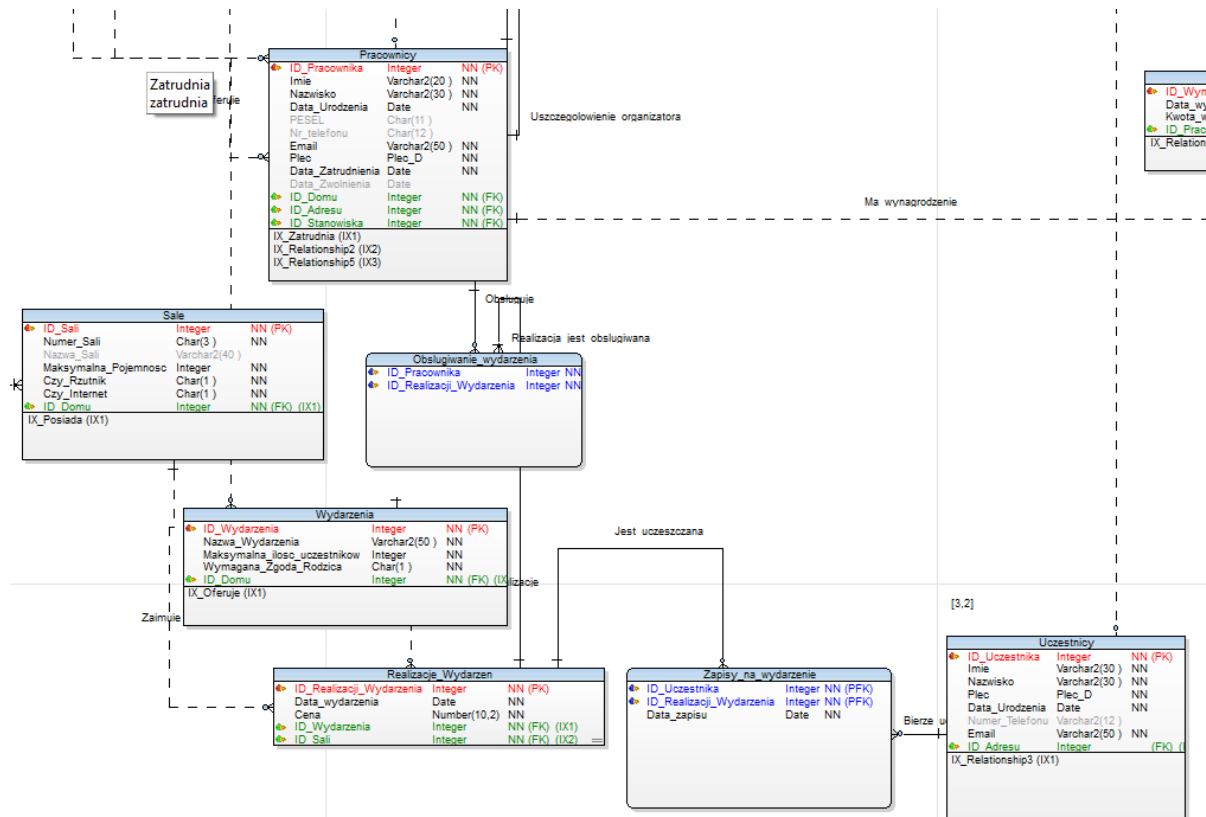 Pracownicy
ID_Pracownika Integer NN (PK)
Imie Varchar2(20 ) NN
Nazwisko Varchar2(30 ) NN
Data_Urodzenia Date NN
PESEL Char(11 )
Nr_telefonu Char(12 )
Email Varchar2(50 ) NN
Plec Plec_D NN
Data_Zatrudnienia Date NN
Data_Zwolnienia Date
ID_Domu Integer NN (FK)
ID_Adresu Integer NN (FK)
ID_Stanowiska Integer NN (FK)
IX_Zatrudnia (IX1)
IX_Relationship2 (IX2)
IX_Relationship5 (IX3)
Zatrudnia
zatrudnia
feruje
Uszczegolowienie organizatora
ID_Wyn
Data_wy
Kwota_w
ID_Prac
IX_Relation
Ma wynagrodzenie
Obsluguje
Realizacja jest obslugiwana
Sale
ID_Sali Integer NN (PK)
Numer_Sali Char(3 ) NN
Nazwa_Sali Varchar2(40 )
Maksymalna_Pojemnosc Integer NN
Czy_Rzutnik Char(1 ) NN
Czy_Internet Char(1 ) NN
ID_Domu Integer NN (FK) (IX1)
IX_Posiada (IX1)
Obslugiwanie_wydarzenia
ID_Pracownika Integer NN
ID_Realizacji_Wydarzenia Integer NN
Wydarzenia
ID_Wydarzenia Integer NN (PK)
Nazwa_Wydarzenia Varchar2(50 ) NN
Maksymalna_ilosc_uczestnikow Integer NN
Wymagana_Zgoda_Rodzica Char(1 ) NN
ID_Domu Integer NN (FK) (IX
IX_Oferuje (IX1)
lizacje
Jest uczeszczana
Zajmuje
[3,2]
Realizacje_Wydarzen
ID_Realizacji_Wydarzenia Integer NN (PK)
Data_wydarzenia Date NN
Cena Number(10,2) NN
ID_Wydarzenia Integer NN (FK) (IX1)
ID_Sali Integer NN (FK) (IX2)
Zapisy_na_wydarzenie
ID_Uczestnika Integer NN (PFK)
ID_Realizacji_Wydarzenia Integer NN (PFK)
Data_zapisu Date NN
Bierze u
Uczestnicy
ID_Uczestnika Integer NN (PK)
Imie Varchar2(30 ) NN
Nazwisko Varchar2(30 ) NN
Plec Plec_D NN
Data_Urodzenia Date NN
Numer_Telefonu Varchar2(12 )
Email Varchar2(50 ) NN
ID_Adresu Integer (FK) (I
IX_Relationship3 (IX1)